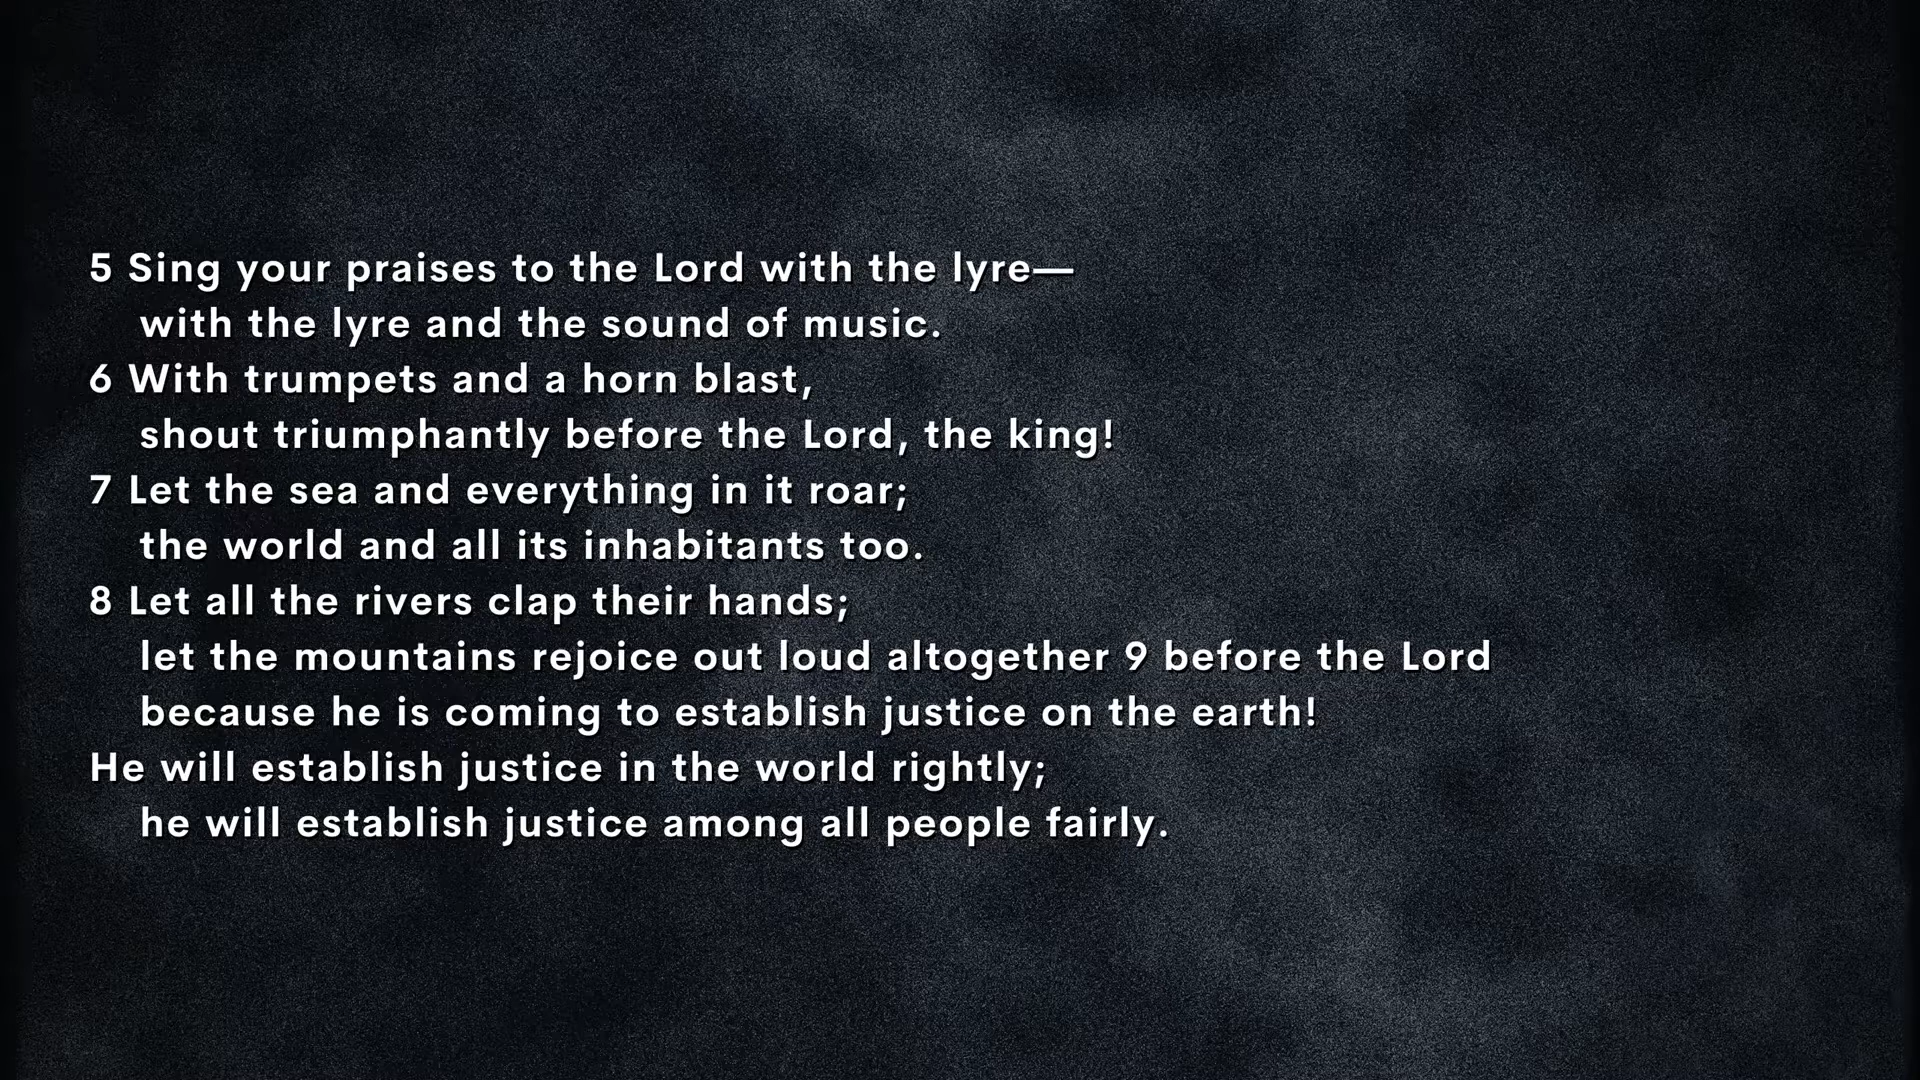 5 Sing your praises to the Lord with the lyre—
with the lyre and the sound of music.
6 With trumpets and a horn blast,
shout triumphantly before the Lord, the king!
7 Let the sea and everything in it roar;
the world and all its inhabitants too.
8 Let all the rivers clap their hands;
let the mountains rejoice out loud altogether 9 before the Lord
because he is coming to establish justice on the earth!
He will establish justice in the world rightly;
he will establish justice among all people fairly.